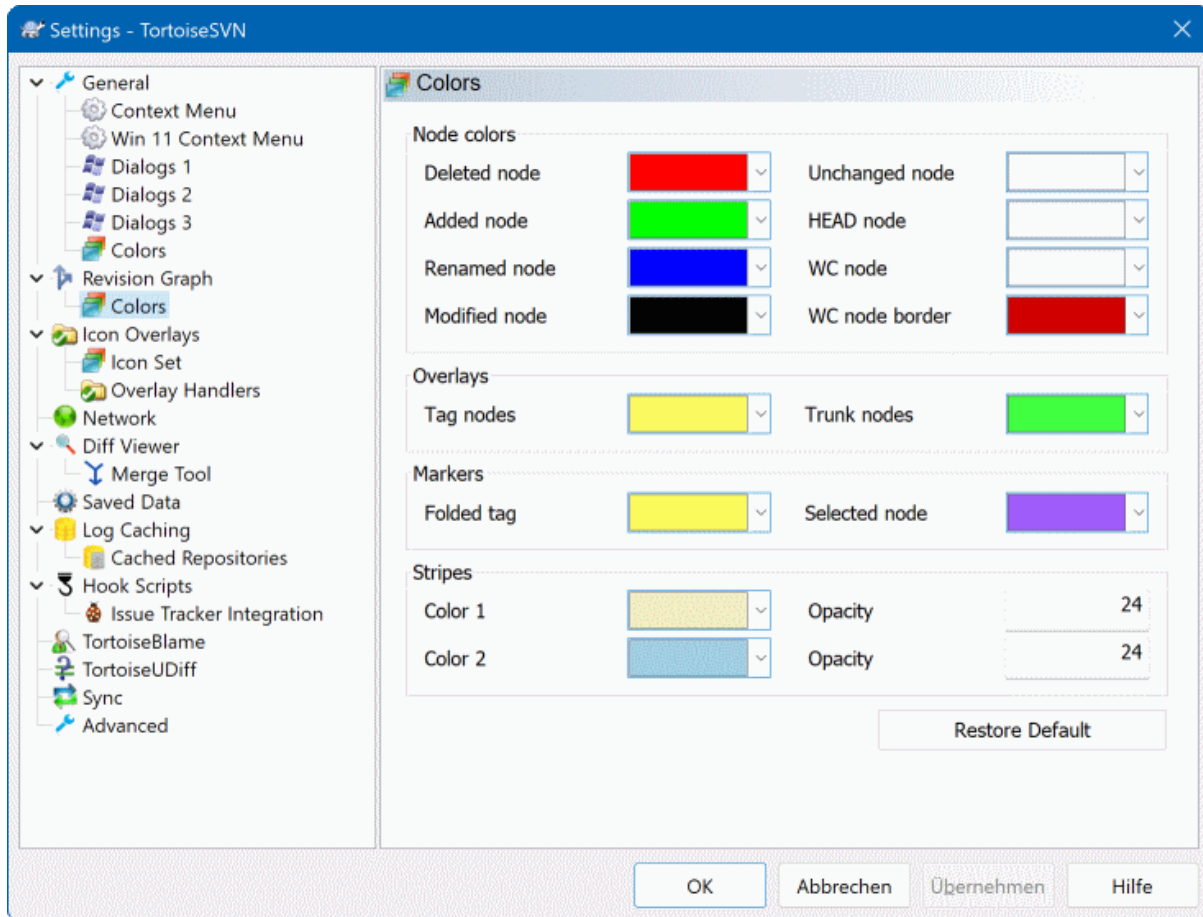 Settings - TortoiseSVN
General
Context Menu
Win 11 Context Menu
Dialogs 1
Dialogs 2
Dialogs 3
Colors
Revision Graph
Colors
Icon Overlays
Icon Set
Overlay Handlers
Network
Diff Viewer
Merge Tool
Saved Data
Log Caching
Cached Repositories
Hook Scripts
Issue Tracker Integration
TortoiseBlame
TortoiseUDiff
Sync
Advanced
Colors
Node colors
Deleted node Unchanged node
Added node HEAD node
Renamed node WC node
Modified node WC node border
Overlays
Tag nodes Trunk nodes
Markers
Folded tag Selected node
Stripes
Color 1 Opacity 24
Color 2 Opacity 24
Restore Default
OK Abbrechen Übernehmen Hilfe